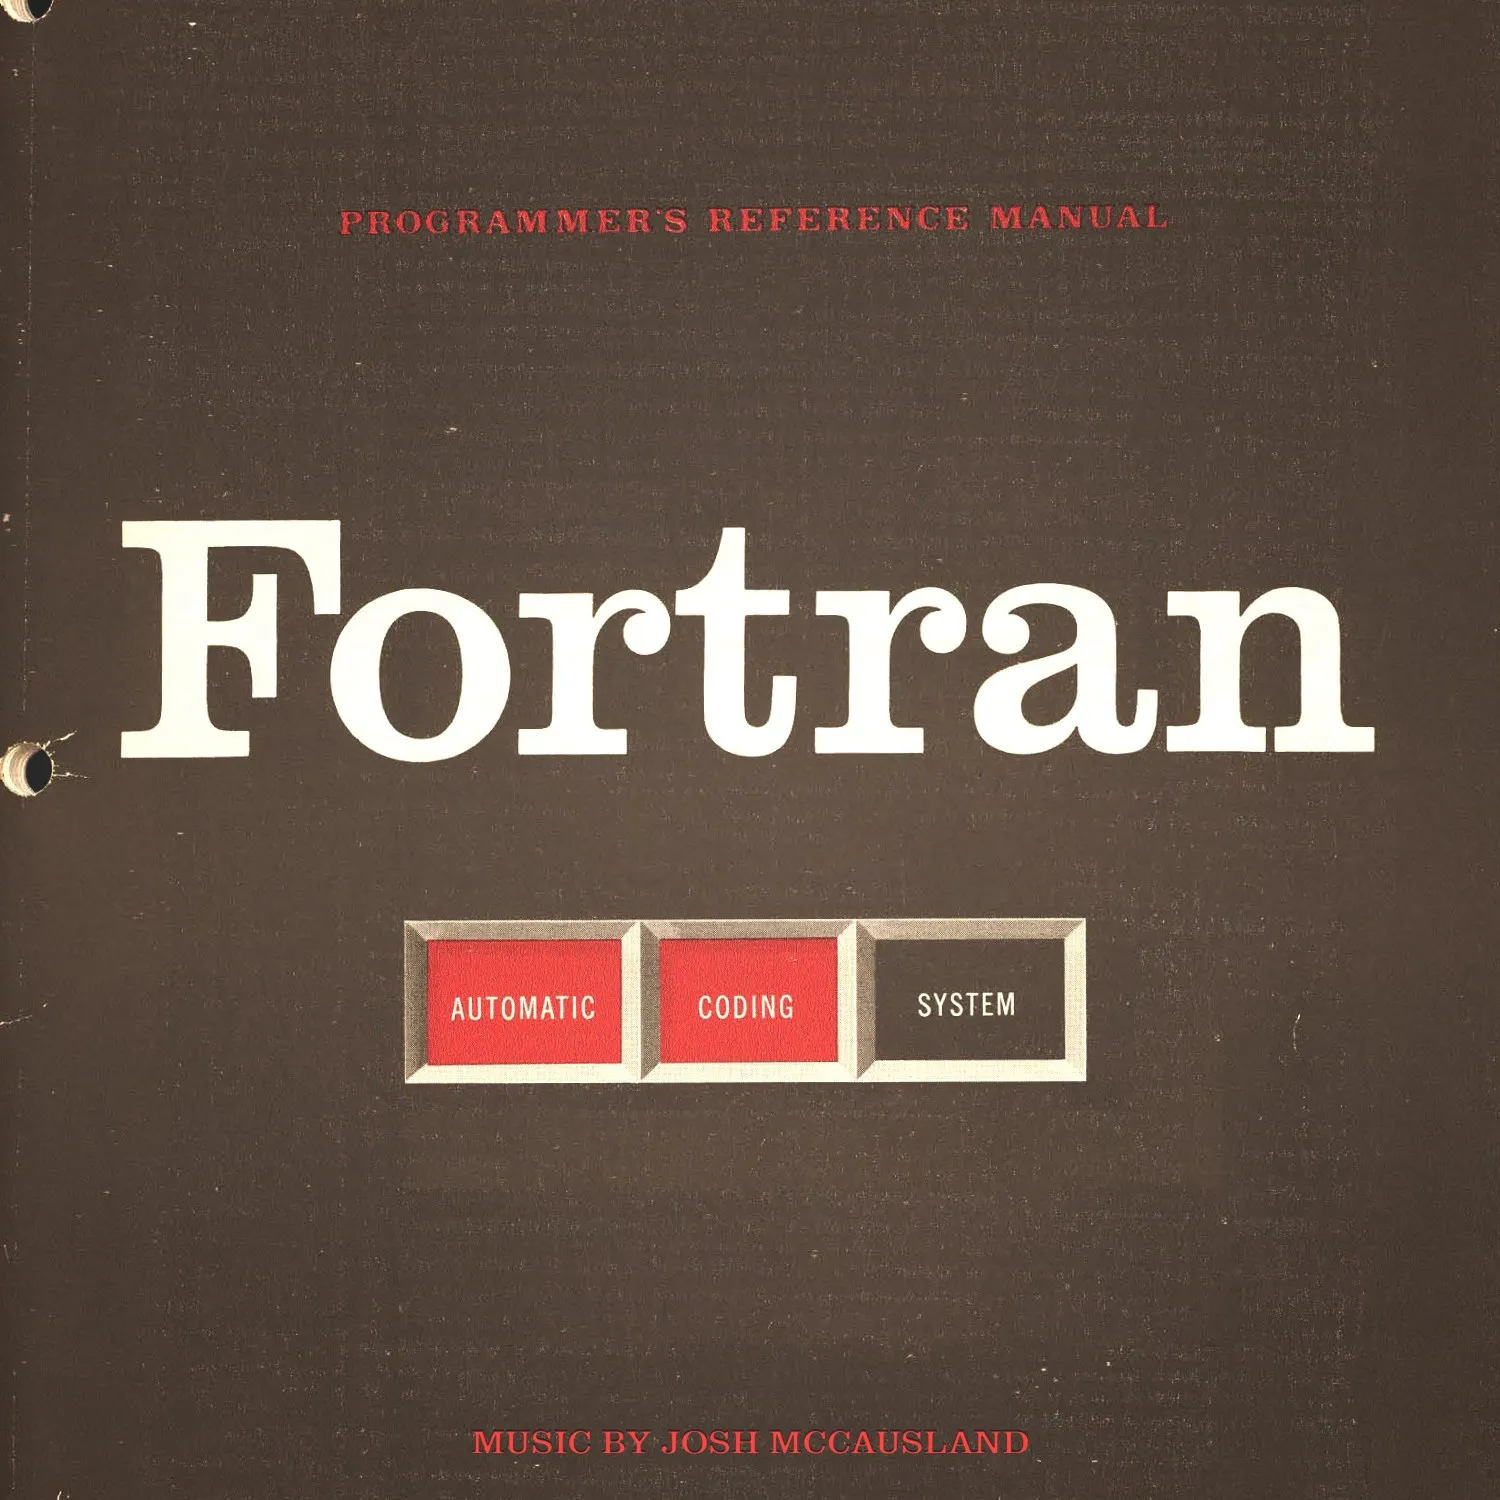 PROGRAMMER'S REFERENCE MANUAL
Fortran
AUTOMATIC CODING SYSTEM
MUSIC BY JOSH MCCAUSLAND